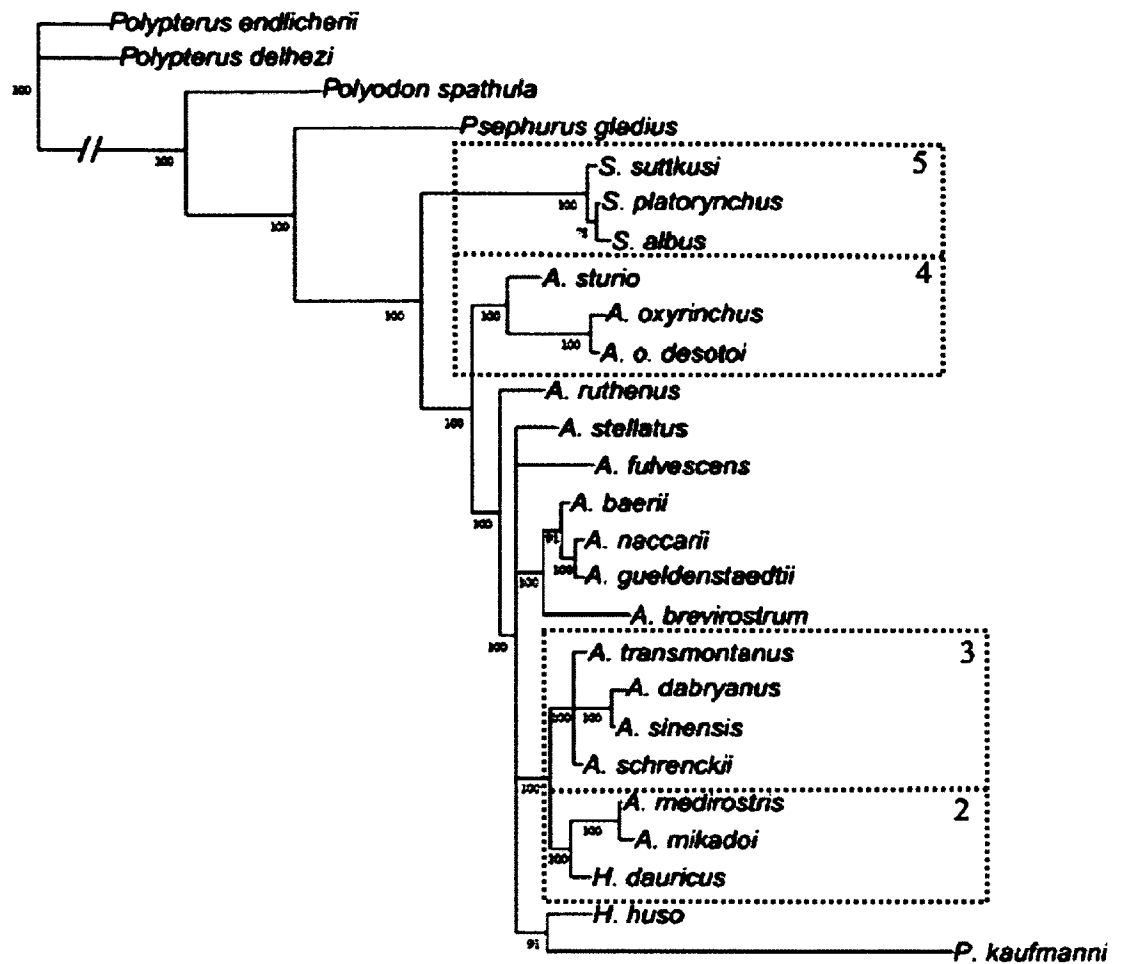 Polypterus endlicherii
Polypterus delhezi
100
Polyodon spathula
Psephurus gladius
100
5
S. suttkusi
S. platorynchus
100
S. albus
100
4
A. sturio
A. oxyrinchus
100
100
100
A. o. desotoi
A. ruthenus
100
A. stellatus
A. fulvescens
A. baerii
100
91
A. naccarii
100
A. gueldenstaedtii
100
A. brevirostrum
100
3
A. transmontanus
A. dabryanus
100
100
A. sinensis
A. schrenckii
100
2
A. medirostris
100
A. mikadoi
100
H. dauricus
H. huso
91
P. kaufmanni